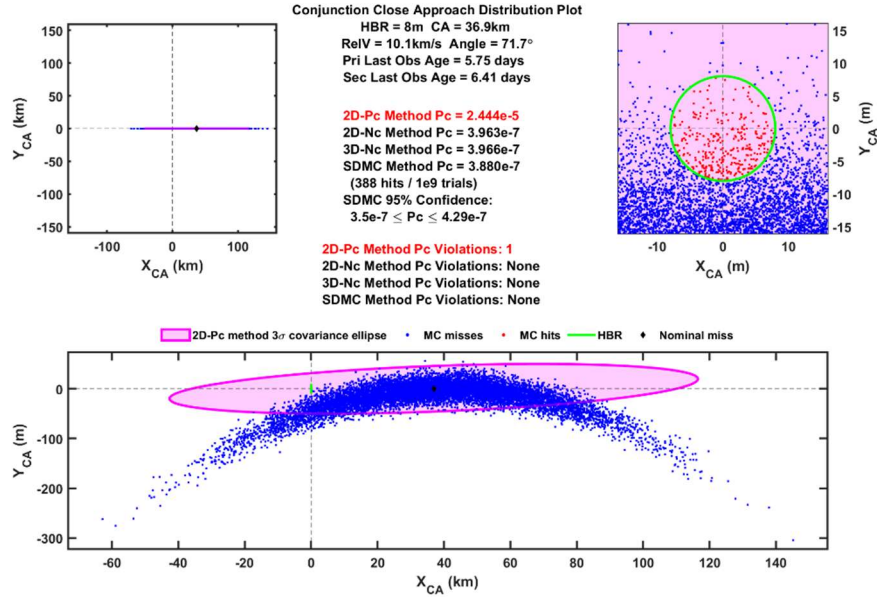 Conjunction Close Approach Distribution Plot
HBR = 8m CA = 36.9km
RelV = 10.1km/s Angle = 71.7°
Pri Last Obs Age = 5.75 days
Sec Last Obs Age = 6.41 days
2D-Pc Method Pc = 2.444e-5
2D-Nc Method Pc = 3.963e-7
3D-Nc Method Pc = 3.966e-7
SDMC Method Pc = 3.880e-7
(388 hits / 1e9 trials)
SDMC 95% Confidence:
3.5e-7 ≤ Pc ≤ 4.29e-7
2D-Pc Method Pc Violations: 1
2D-Nc Method Pc Violations: None
3D-Nc Method Pc Violations: None
SDMC Method Pc Violations: None
150
100
50
0
-50
-100
-150
Y_CA (km)
-100 0 100
X_CA (km)
15
10
5
0
-5
-10
-15
Y_CA (m)
-10 0 10
X_CA (m)
2D-Pc method 3σ covariance ellipse MC misses MC hits HBR Nominal miss
0
-100
-200
-300
Y_CA (m)
-60 -40 -20 0 20 40 60 80 100 120 140
X_CA (km)